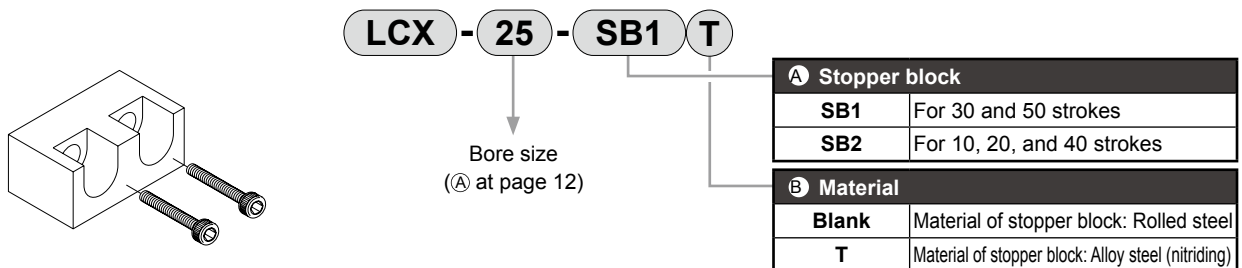 LCX - 25 - SB1 T
Bore size
(Ⓐ at page 12)
Ⓐ Stopper block
SB1 For 30 and 50 strokes
SB2 For 10, 20, and 40 strokes
Ⓑ Material
Blank Material of stopper block: Rolled steel
T Material of stopper block: Alloy steel (nitriding)